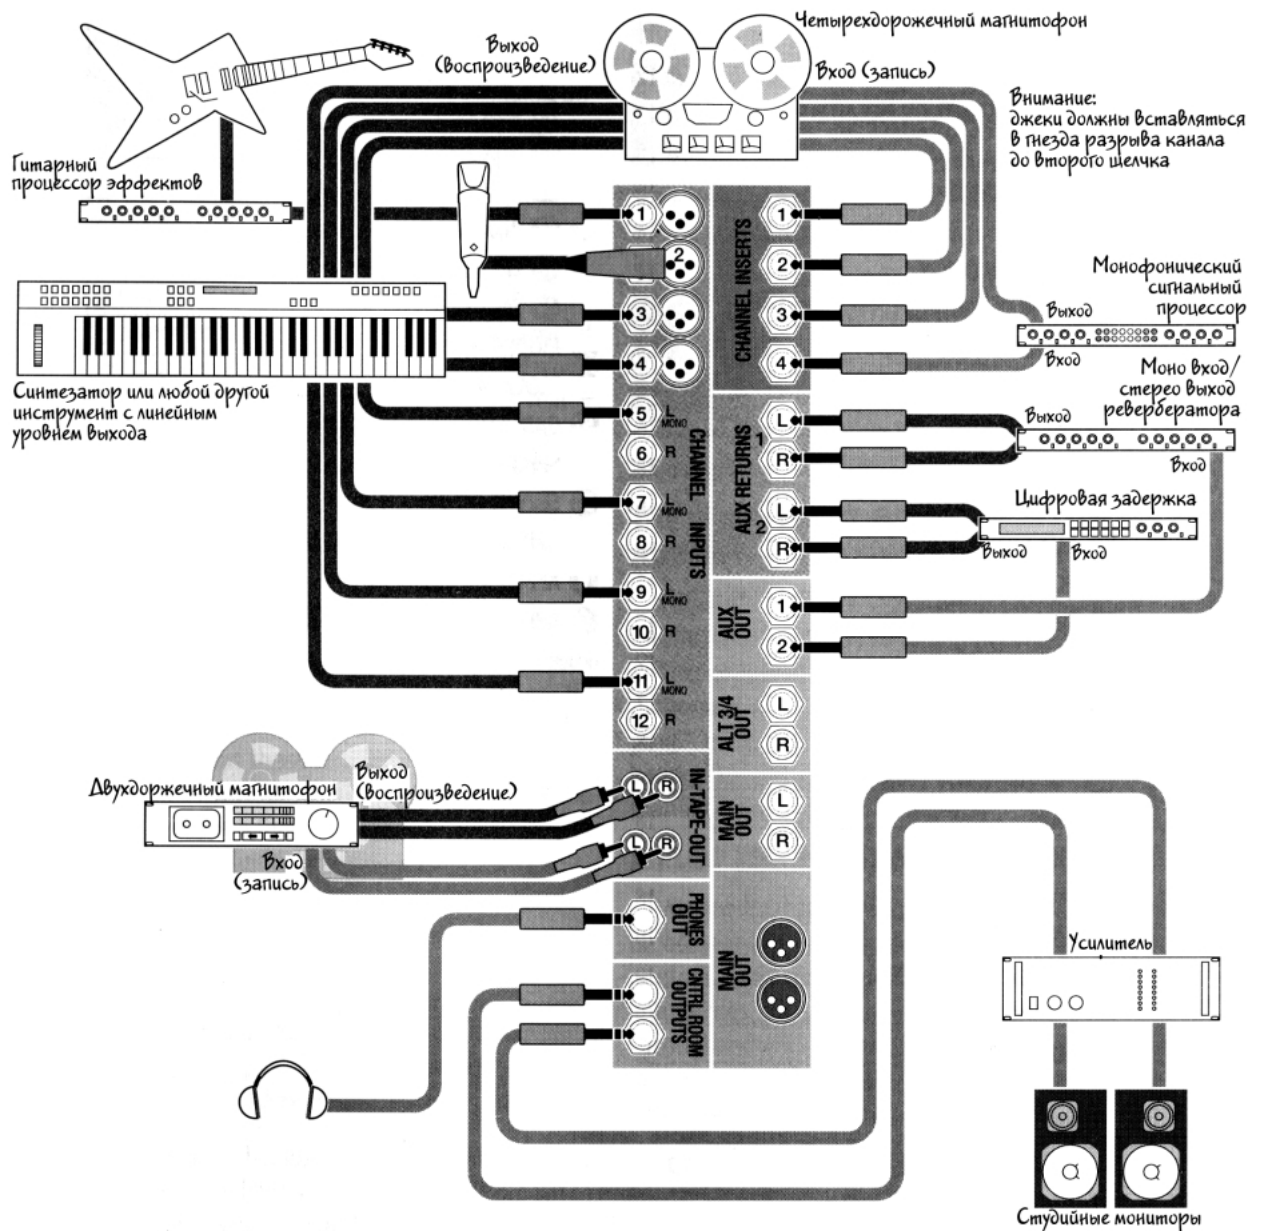 Четырехдорожечный магнитофон
Выход
(воспроизведение)
Вход (запись)
Внимание:
джеки должны вставляться
в гнезда разрыва канала
до второго щелчка
Гитарный
процессор эффектов
Синтезатор или любой другой
инструмент с линейным
уровнем выхода
Монофонический
сигнальный
процессор
Выход
Вход
Моно вход/
стерео выход
ревербератора
Выход
Вход
Цифровая задержка
Выход
Вход
1
2
3
4
5 L
MONO
6 R
7 L
MONO
8 R
9 L
MONO
10 R
11 L
MONO
12 R
CHANNEL INPUTS
CHANNEL INSERTS
1
2
3
4
AUX RETURNS
1
L
R
2
L
R
AUX
OUT
1
2
ALT 3/4
OUT
L
R
MAIN
OUT
L
R
MAIN
OUT
IN-TAPE-OUT
L R
L R
PHONES
OUT
CNTRL ROOM
OUTPUTS
Двухдоржечный магнитофон
Выход
(воспроизведение)
Вход
(запись)
Усилитель
Студийные мониторы